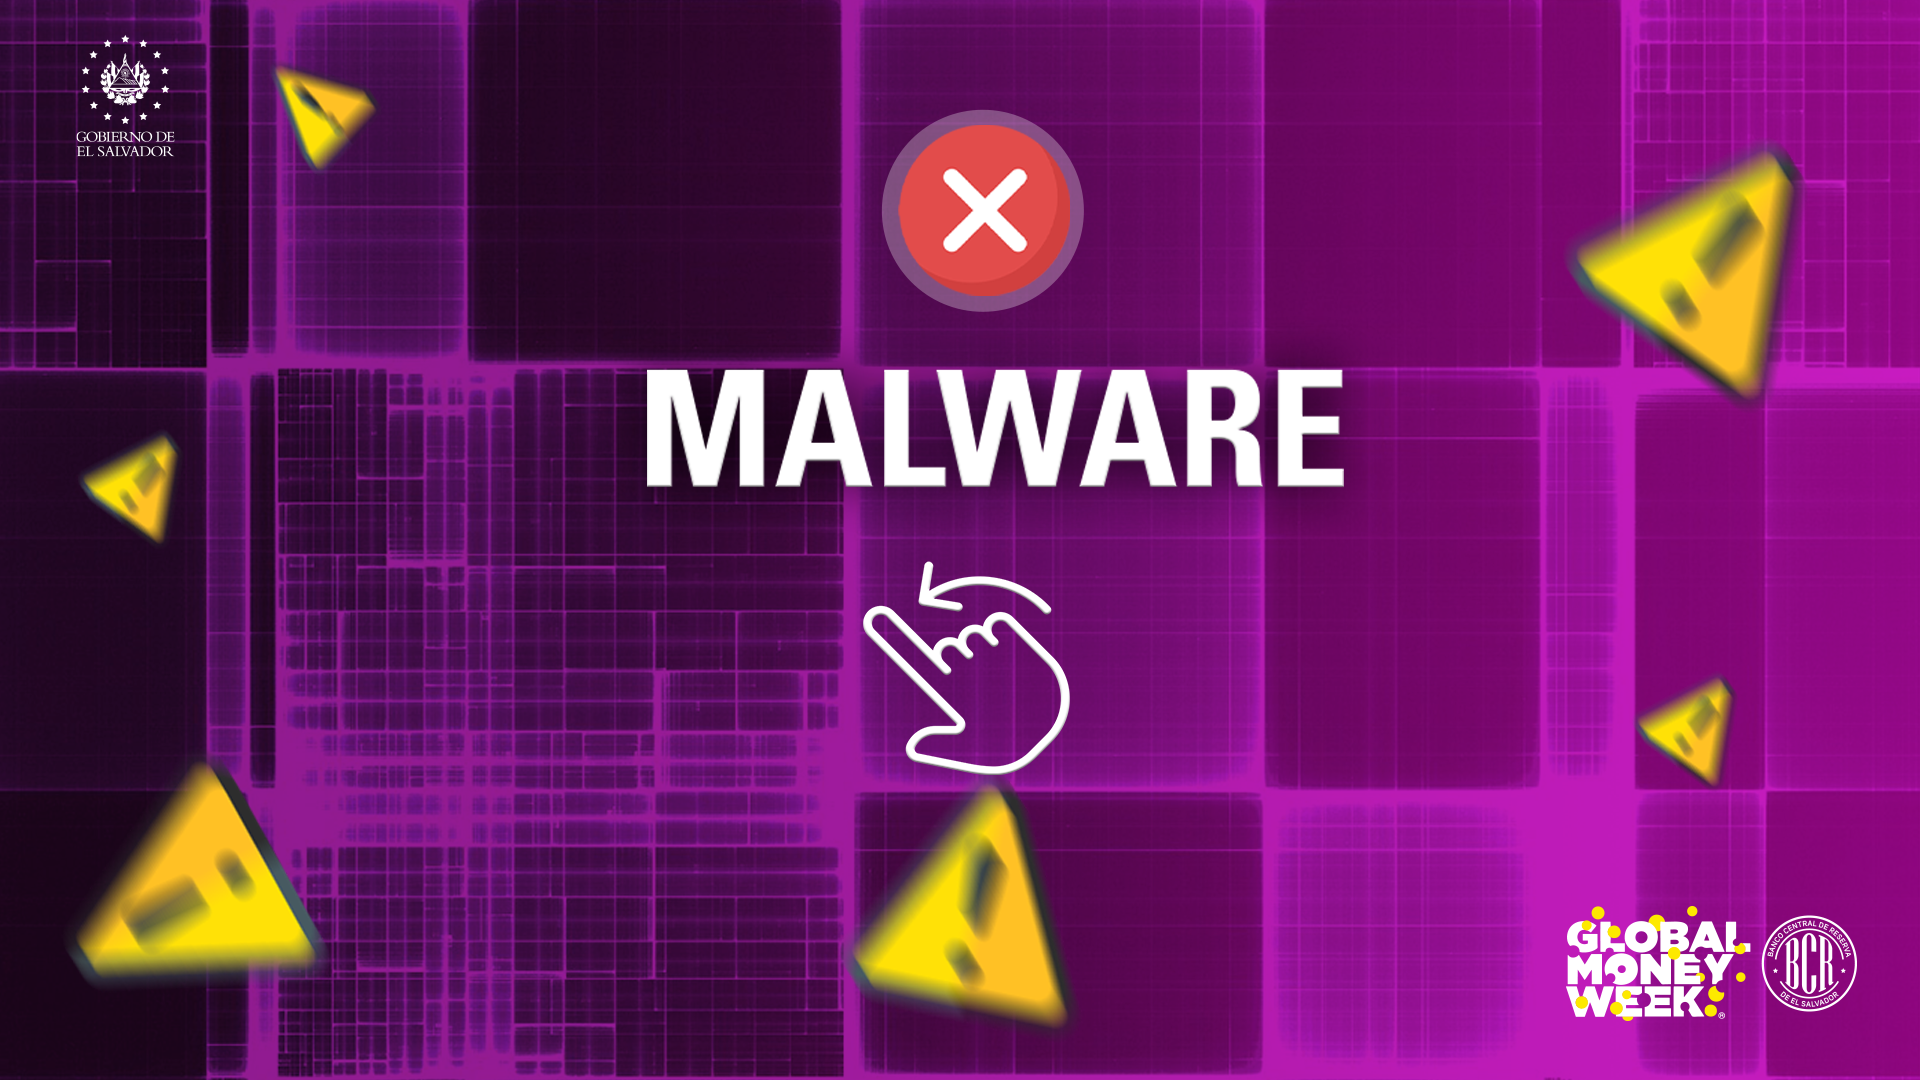 GOBIERNO DE
EL SALVADOR
MALWARE
GLOBAL
MONEY
WEEK®
BANCO CENTRAL DE RESERVA
BCR
DE EL SALVADOR